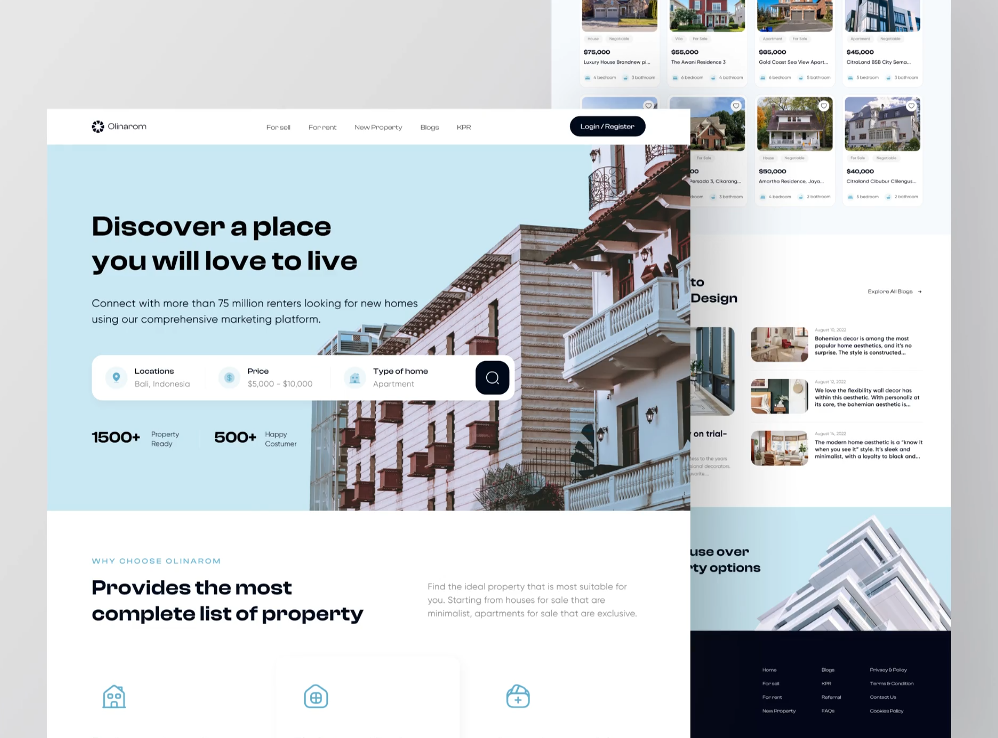 Olinarom
For sell
For rent
New Property
Blogs
KPR
Login / Register
Discover a place
you will love to live
Connect with more than 75 million renters looking for new homes
using our comprehensive marketing platform.
Locations
Bali, Indonesia
Price
$5,000 - $10,000
Type of home
Apartment
1500+
Property
Ready
500+
Happy
Costumer
WHY CHOOSE OLINAROM
Provides the most
complete list of property
Find the ideal property that is most suitable for
you. Starting from houses for sale that are
minimalist, apartments for sale that are exclusive.
House
Negotiable
$75,000
Luxury House Brandnew pi...
4 bedroom
3 bathroom
Villa
For Sale
$55,000
The Awani Residence 3
6 bedroom
4 bathroom
Apartment
For Sale
$85,000
Gold Coast Sea View Apart...
5 bathroom
Apartment
Negotiable
$45,000
CitraLand BSB City Sema...
3 bedroom
3 bathroom
For Sale
Persada 3, Cikarang...
bedroom
4 bathroom
House
Negotiable
$50,000
Amartha Residence, Jaya...
4 bedroom
2 bathroom
For Sale
Negotiable
$40,000
Citraland Cibubur Cillengus...
5 bedroom
2 bathroom
to
Design
Explore All Blogs →
August 10, 2022
Bohemian decor is among the most
popular home aesthetics, and it's no
surprise. The style is constructed...
August 12, 2022
We love the flexibility wall decor has
within this aesthetic. With personaliz at
its core, the bohemian aesthetic is...
August 14, 2022
The modern home aesthetic is a "know it
when you see it" style. It's sleek and
minimalist, with a loyalty to black and...
on trial-
use over
rty options
Home
For sell
For rent
New Property
Blogs
KPR
Referral
FAQs
Privacy & Policy
Terms & Condition
Contact Us
Cookies Policy